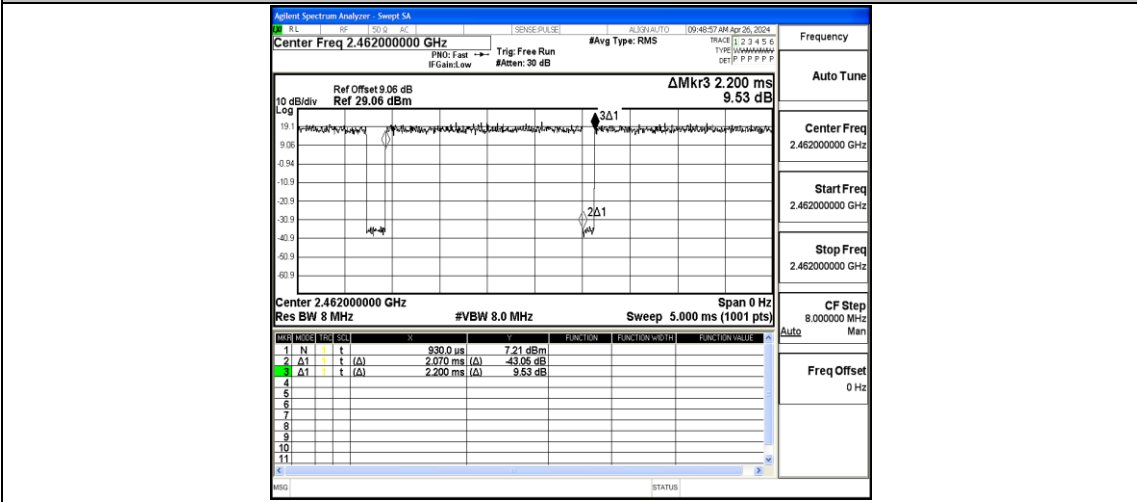 Agilent Spectrum Analyzer - Swept SA
RL RF 50 Ω AC SENSE:PULSE ALIGNAUTO 09:48:57 AM Apr 26, 2024
Center Freq 2.462000000 GHz #Avg Type: RMS TRACE 1 2 3 4 5 6
PNO: Fast Trig: Free Run TYPE WWWWWW
IFGain:Low #Atten: 30 dB DET P P P P P P
Frequency
Auto Tune
Ref Offset 9.06 dB ΔMkr3 2.200 ms
10 dB/div Ref 29.06 dBm 9.53 dB
Log
3Δ1
19.1
9.06
-0.94
-10.9
-20.9
2Δ1
-30.9
-40.9
-50.9
-60.9
Center 2.462000000 GHz Span 0 Hz
Res BW 8 MHz #VBW 8.0 MHz Sweep 5.000 ms (1001 pts)
MKR MODE TRC SCL X Y FUNCTION FUNCTION WIDTH FUNCTION VALUE
1 N 1 t 930.0 us 7.21 dBm
2 Δ1 1 t (Δ) 2.070 ms (Δ) -43.05 dB
3 Δ1 1 t (Δ) 2.200 ms (Δ) 9.53 dB
4
5
6
7
8
9
10
11
MSG STATUS
Center Freq
2.462000000 GHz
Start Freq
2.462000000 GHz
Stop Freq
2.462000000 GHz
CF Step
8.000000 MHz
Auto Man
Freq Offset
0 Hz